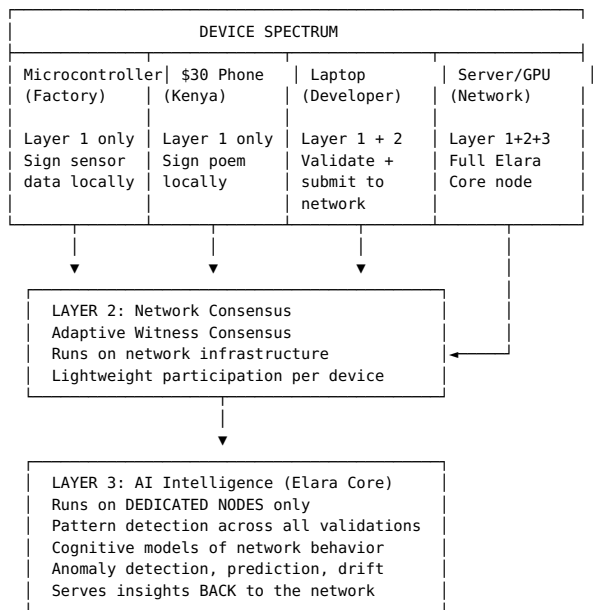 DEVICE SPECTRUM
Microcontroller $30 Phone Laptop Server/GPU
(Factory) (Kenya) (Developer) (Network)
Layer 1 only Layer 1 only Layer 1 + 2 Layer 1+2+3
Sign sensor Sign poem Validate + Full Elara
data locally locally submit to Core node
network
LAYER 2: Network Consensus
Adaptive Witness Consensus
Runs on network infrastructure
Lightweight participation per device
LAYER 3: AI Intelligence (Elara Core)
Runs on DEDICATED NODES only
Pattern detection across all validations
Cognitive models of network behavior
Anomaly detection, prediction, drift
Serves insights BACK to the network